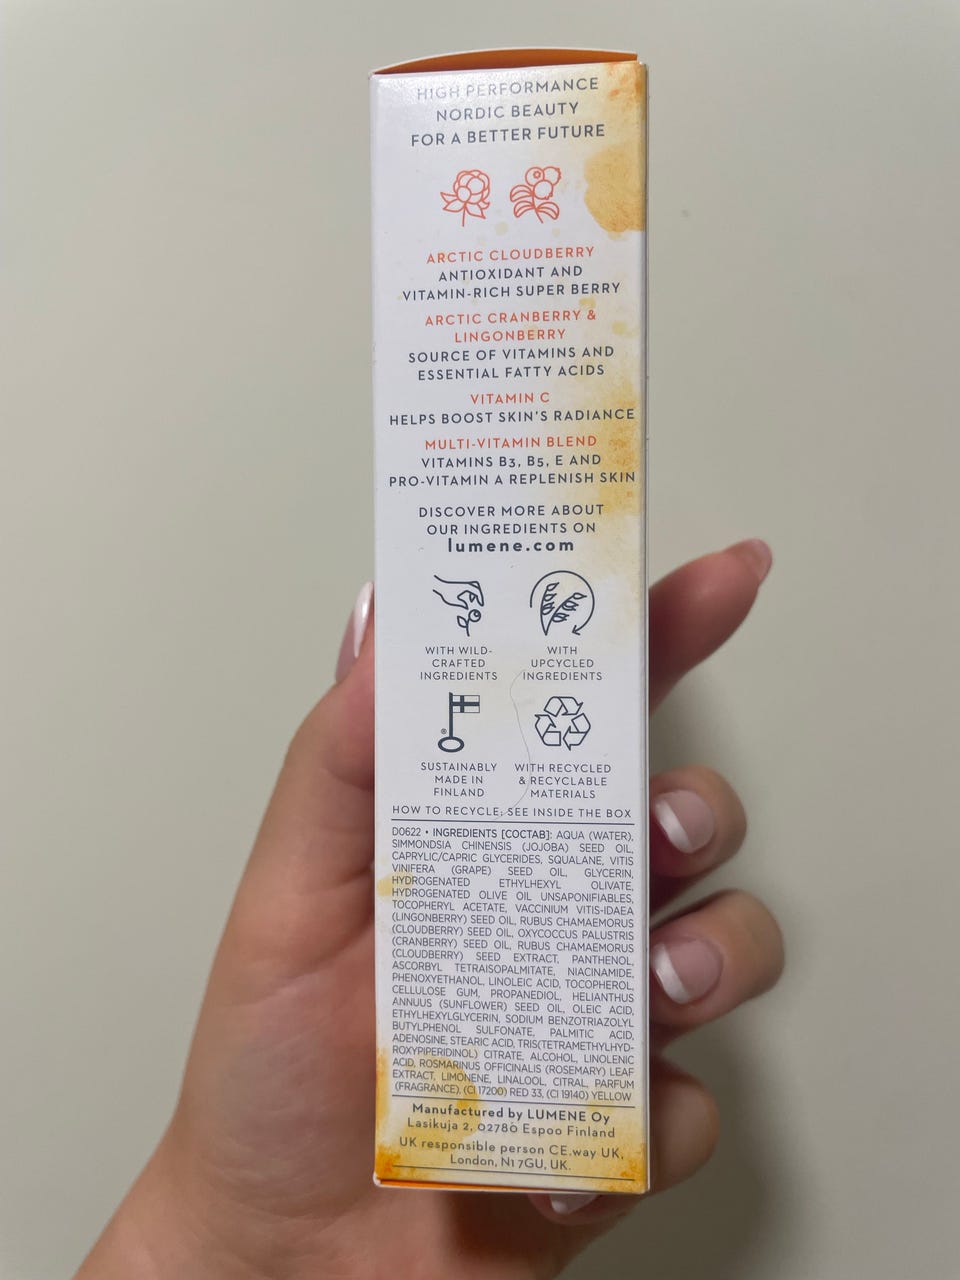 HIGH PERFORMANCE
NORDIC BEAUTY
FOR A BETTER FUTURE
ARCTIC CLOUDBERRY
ANTIOXIDANT AND
VITAMIN-RICH SUPER BERRY
ARCTIC CRANBERRY &
LINGONBERRY
SOURCE OF VITAMINS AND
ESSENTIAL FATTY ACIDS
VITAMIN C
HELPS BOOST SKIN'S RADIANCE
MULTI-VITAMIN BLEND
VITAMINS B3, B5, E AND
PRO-VITAMIN A REPLENISH SKIN
DISCOVER MORE ABOUT
OUR INGREDIENTS ON
lumene.com
WITH WILD-
CRAFTED
INGREDIENTS
WITH
UPCYCLED
INGREDIENTS
®
SUSTAINABLY
MADE IN
FINLAND
WITH RECYCLED
& RECYCLABLE
MATERIALS
HOW TO RECYCLE: SEE INSIDE THE BOX
D0622 • INGREDIENTS [СОСТАВ]: AQUA (WATER),
SIMMONDSIA CHINENSIS (JOJOBA) SEED OIL,
CAPRYLIC/CAPRIC GLYCERIDES, SQUALANE, VITIS
VINIFERA (GRAPE) SEED OIL, GLYCERIN,
HYDROGENATED ETHYLHEXYL OLIVATE,
HYDROGENATED OLIVE OIL UNSAPONIFIABLES,
TOCOPHERYL ACETATE, VACCINIUM VITIS-IDAEA
(LINGONBERRY) SEED OIL, RUBUS CHAMAEMORUS
(CLOUDBERRY) SEED OIL, OXYCOCCUS PALUSTRIS
(CRANBERRY) SEED OIL, RUBUS CHAMAEMORUS
(CLOUDBERRY) SEED EXTRACT, PANTHENOL,
ASCORBYL TETRAISOPALMITATE, NIACINAMIDE,
PHENOXYETHANOL, LINOLEIC ACID, TOCOPHEROL,
CELLULOSE GUM, PROPANEDIOL, HELIANTHUS
ANNUUS (SUNFLOWER) SEED OIL, OLEIC ACID,
ETHYLHEXYLGLYCERIN, SODIUM BENZOTRIAZOLYL
BUTYLPHENOL SULFONATE, PALMITIC ACID,
ADENOSINE, STEARIC ACID, TRIS(TETRAMETHYLHYD-
ROXYPIPERIDINOL) CITRATE, ALCOHOL, LINOLENIC
ACID, ROSMARINUS OFFICINALIS (ROSEMARY) LEAF
EXTRACT, LIMONENE, LINALOOL, CITRAL, PARFUM
(FRAGRANCE), (CI 17200) RED 33, (CI 19140) YELLOW
Manufactured by LUMENE Oy
Lasikuja 2, 02780 Espoo Finland
UK responsible person CE.way UK,
London, N1 7GU, UK.